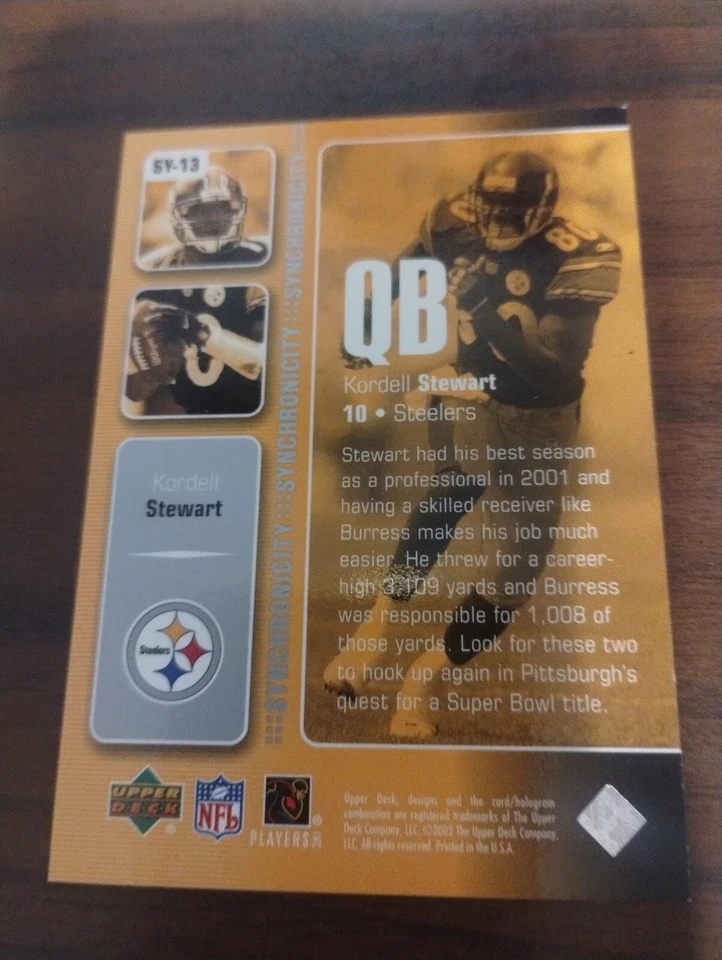 SY-13
SYNCHRONICITY:::SYNCHRONICITY:::SYNCHRONICITY
80
QB
Kordell Stewart
10 • Steelers
Stewart had his best season
as a professional in 2001 and
having a skilled receiver like
Burress makes his job much
easier. He threw for a career-
high 3,109 yards and Burress
was responsible for 1,008 of
those yards. Look for these two
to hook up again in Pittsburgh's
quest for a Super Bowl title.
Kordell
Stewart
Steelers
UPPER
DECK
®
NFL
®
PLAYERS INC
Upper Deck, designs and the card/hologram
combination are registered trademarks of The Upper
Deck Company, LLC. ©2002 The Upper Deck Company,
LLC. All rights reserved. Printed in the U.S.A.